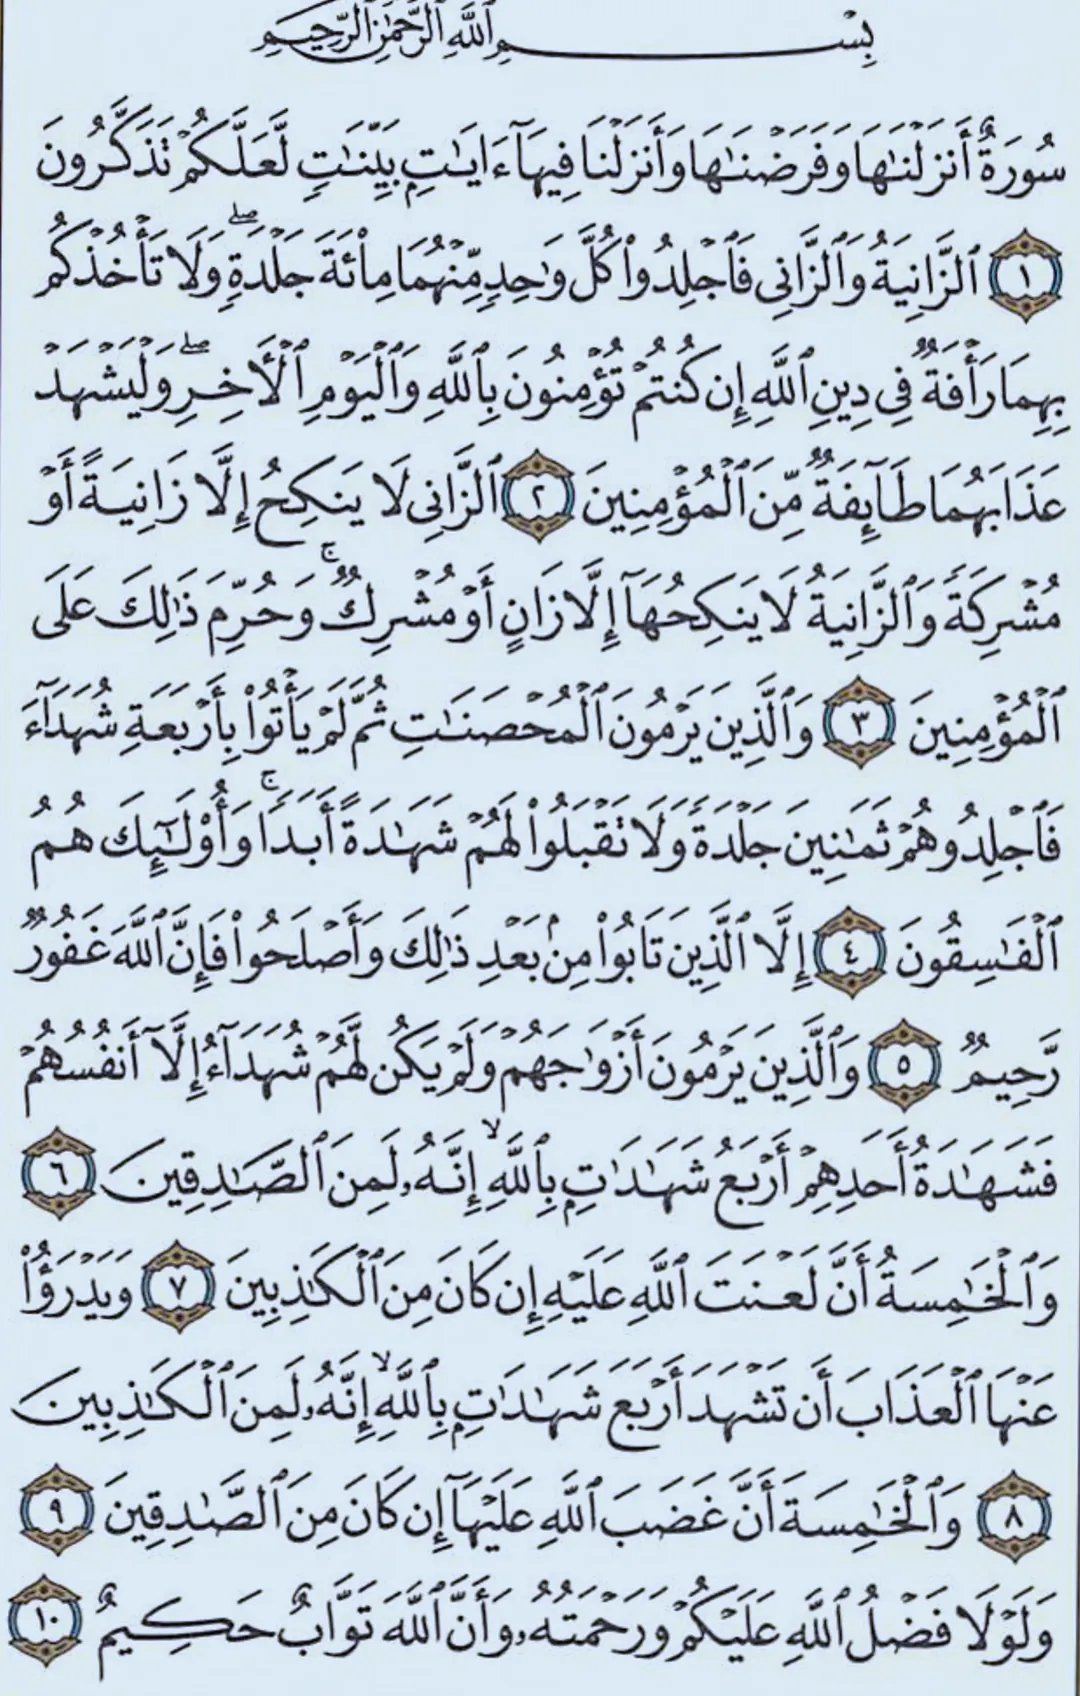 بِسْمِ ٱللَّهِ ٱلرَّحْمَٰنِ ٱلرَّحِيمِ
سُورَةٌ أَنزَلْنَٰهَا وَفَرَضْنَٰهَا وَأَنزَلْنَا فِيهَآ ءَايَٰتٍۭ بَيِّنَٰتٍ لَّعَلَّكُمْ تَذَكَّرُونَ
١ ٱلزَّانِيَةُ وَٱلزَّانِى فَٱجْلِدُوا۟ كُلَّ وَٰحِدٍ مِّنْهُمَا مِا۟ئَةَ جَلْدَةٍ ۖ وَلَا تَأْخُذْكُم
بِهِمَا رَأْفَةٌ فِى دِينِ ٱللَّهِ إِن كُنتُمْ تُؤْمِنُونَ بِٱللَّهِ وَٱلْيَوْمِ ٱلْأَخِرِ ۖ وَلْيَشْهَدْ
عَذَابَهُمَا طَآئِفَةٌ مِّنَ ٱلْمُؤْمِنِينَ ٢ ٱلزَّانِى لَا يَنكِحُ إِلَّا زَانِيَةً أَوْ
مُشْرِكَةً وَٱلزَّانِيَةُ لَا يَنكِحُهَآ إِلَّا زَانٍ أَوْ مُشْرِكٌ ۚ وَحُرِّمَ ذَٰلِكَ عَلَى
ٱلْمُؤْمِنِينَ ٣ وَٱلَّذِينَ يَرْمُونَ ٱلْمُحْصَنَٰتِ ثُمَّ لَمْ يَأْتُوا۟ بِأَرْبَعَةِ شُهَدَآءَ
فَٱجْلِدُوهُمْ ثَمَٰنِينَ جَلْدَةً وَلَا تَقْبَلُوا۟ لَهُمْ شَهَٰدَةً أَبَدًا ۚ وَأُو۟لَٰٓئِكَ هُمُ
ٱلْفَٰسِقُونَ ٤ إِلَّا ٱلَّذِينَ تَابُوا۟ مِنۢ بَعْدِ ذَٰلِكَ وَأَصْلَحُوا۟ فَإِنَّ ٱللَّهَ غَفُورٌ
رَّحِيمٌ ٥ وَٱلَّذِينَ يَرْمُونَ أَزْوَٰجَهُمْ وَلَمْ يَكُن لَّهُمْ شُهَدَآءُ إِلَّآ أَنفُسُهُمْ
فَشَهَٰدَةُ أَحَدِهِمْ أَرْبَعُ شَهَٰدَٰتٍۭ بِٱللَّهِ ۙ إِنَّهُۥ لَمِنَ ٱلصَّٰدِقِينَ ٦
وَٱلْخَٰمِسَةُ أَنَّ لَعْنَتَ ٱللَّهِ عَلَيْهِ إِن كَانَ مِنَ ٱلْكَٰذِبِينَ ٧ وَيَدْرَؤُا۟
عَنْهَا ٱلْعَذَابَ أَن تَشْهَدَ أَرْبَعَ شَهَٰدَٰتٍۭ بِٱللَّهِ ۙ إِنَّهُۥ لَمِنَ ٱلْكَٰذِبِينَ
٨ وَٱلْخَٰمِسَةَ أَنَّ غَضَبَ ٱللَّهِ عَلَيْهَآ إِن كَانَ مِنَ ٱلصَّٰدِقِينَ ٩
وَلَوْلَا فَضْلُ ٱللَّهِ عَلَيْكُمْ وَرَحْمَتُهُۥ وَأَنَّ ٱللَّهَ تَوَّابٌ حَكِيمٌ ١٠